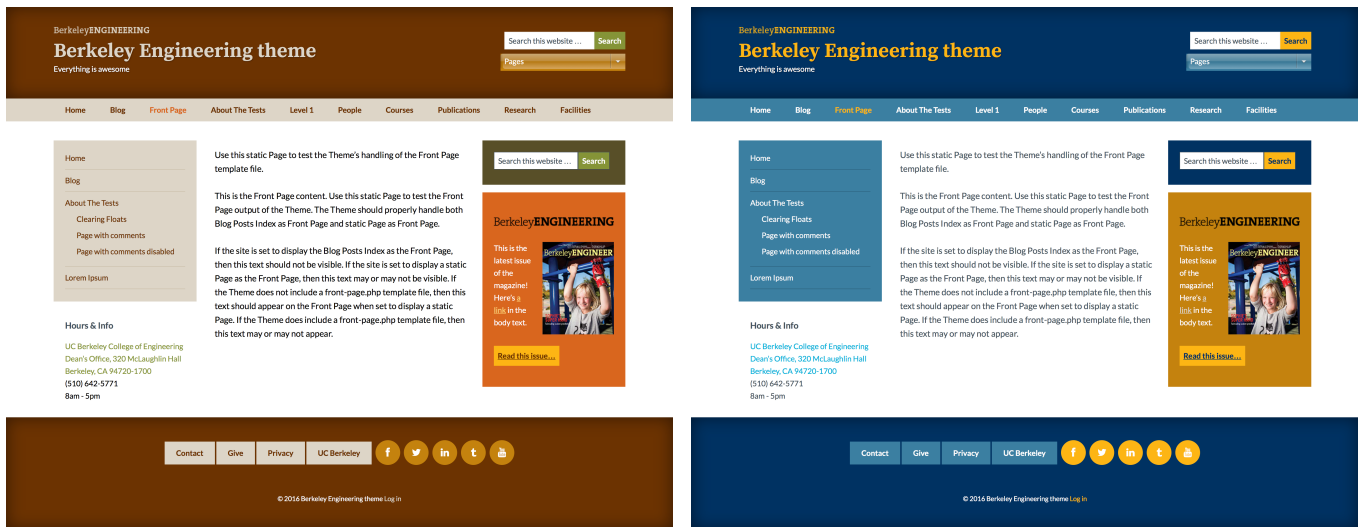 BerkeleyENGINEERING
Berkeley Engineering theme
Everything is awesome
Search this website …
Search
Pages
Home
Blog
Front Page
About The Tests
Level 1
People
Courses
Publications
Research
Facilities
Home
Blog
About The Tests
Clearing Floats
Page with comments
Page with comments disabled
Lorem Ipsum
Hours & Info
UC Berkeley College of Engineering
Dean's Office, 320 McLaughlin Hall
Berkeley, CA 94720-1700
(510) 642-5771
8am - 5pm
Use this static Page to test the Theme's handling of the Front Page
template file.
This is the Front Page content. Use this static Page to test the Front
Page output of the Theme. The Theme should properly handle both
Blog Posts Index as Front Page and static Page as Front Page.
If the site is set to display the Blog Posts Index as the Front Page,
then this text should not be visible. If the site is set to display a static
Page as the Front Page, then this text may or may not be visible. If
the Theme does not include a front-page.php template file, then this
text should appear on the Front Page when set to display a static
Page. If the Theme does include a front-page.php template file, then
this text may or may not appear.
Search this website …
Search
BerkeleyENGINEERING
This is the
latest issue
of the
magazine!
Here's a
link in the
body text.
BerkeleyENGINEER
Read this issue…
Contact
Give
Privacy
UC Berkeley
© 2016 Berkeley Engineering theme Log in
BerkeleyENGINEERING
Berkeley Engineering theme
Everything is awesome
Search this website …
Search
Pages
Home
Blog
Front Page
About The Tests
Level 1
People
Courses
Publications
Research
Facilities
Home
Blog
About The Tests
Clearing Floats
Page with comments
Page with comments disabled
Lorem Ipsum
Hours & Info
UC Berkeley College of Engineering
Dean's Office, 320 McLaughlin Hall
Berkeley, CA 94720-1700
(510) 642-5771
8am - 5pm
Use this static Page to test the Theme's handling of the Front Page
template file.
This is the Front Page content. Use this static Page to test the Front
Page output of the Theme. The Theme should properly handle both
Blog Posts Index as Front Page and static Page as Front Page.
If the site is set to display the Blog Posts Index as the Front Page,
then this text should not be visible. If the site is set to display a static
Page as the Front Page, then this text may or may not be visible. If
the Theme does not include a front-page.php template file, then this
text should appear on the Front Page when set to display a static
Page. If the Theme does include a front-page.php template file, then
this text may or may not appear.
Search this website …
Search
BerkeleyENGINEERING
This is the
latest issue
of the
magazine!
Here's a
link in the
body text.
BerkeleyENGINEER
Read this issue…
Contact
Give
Privacy
UC Berkeley
© 2016 Berkeley Engineering theme Log in